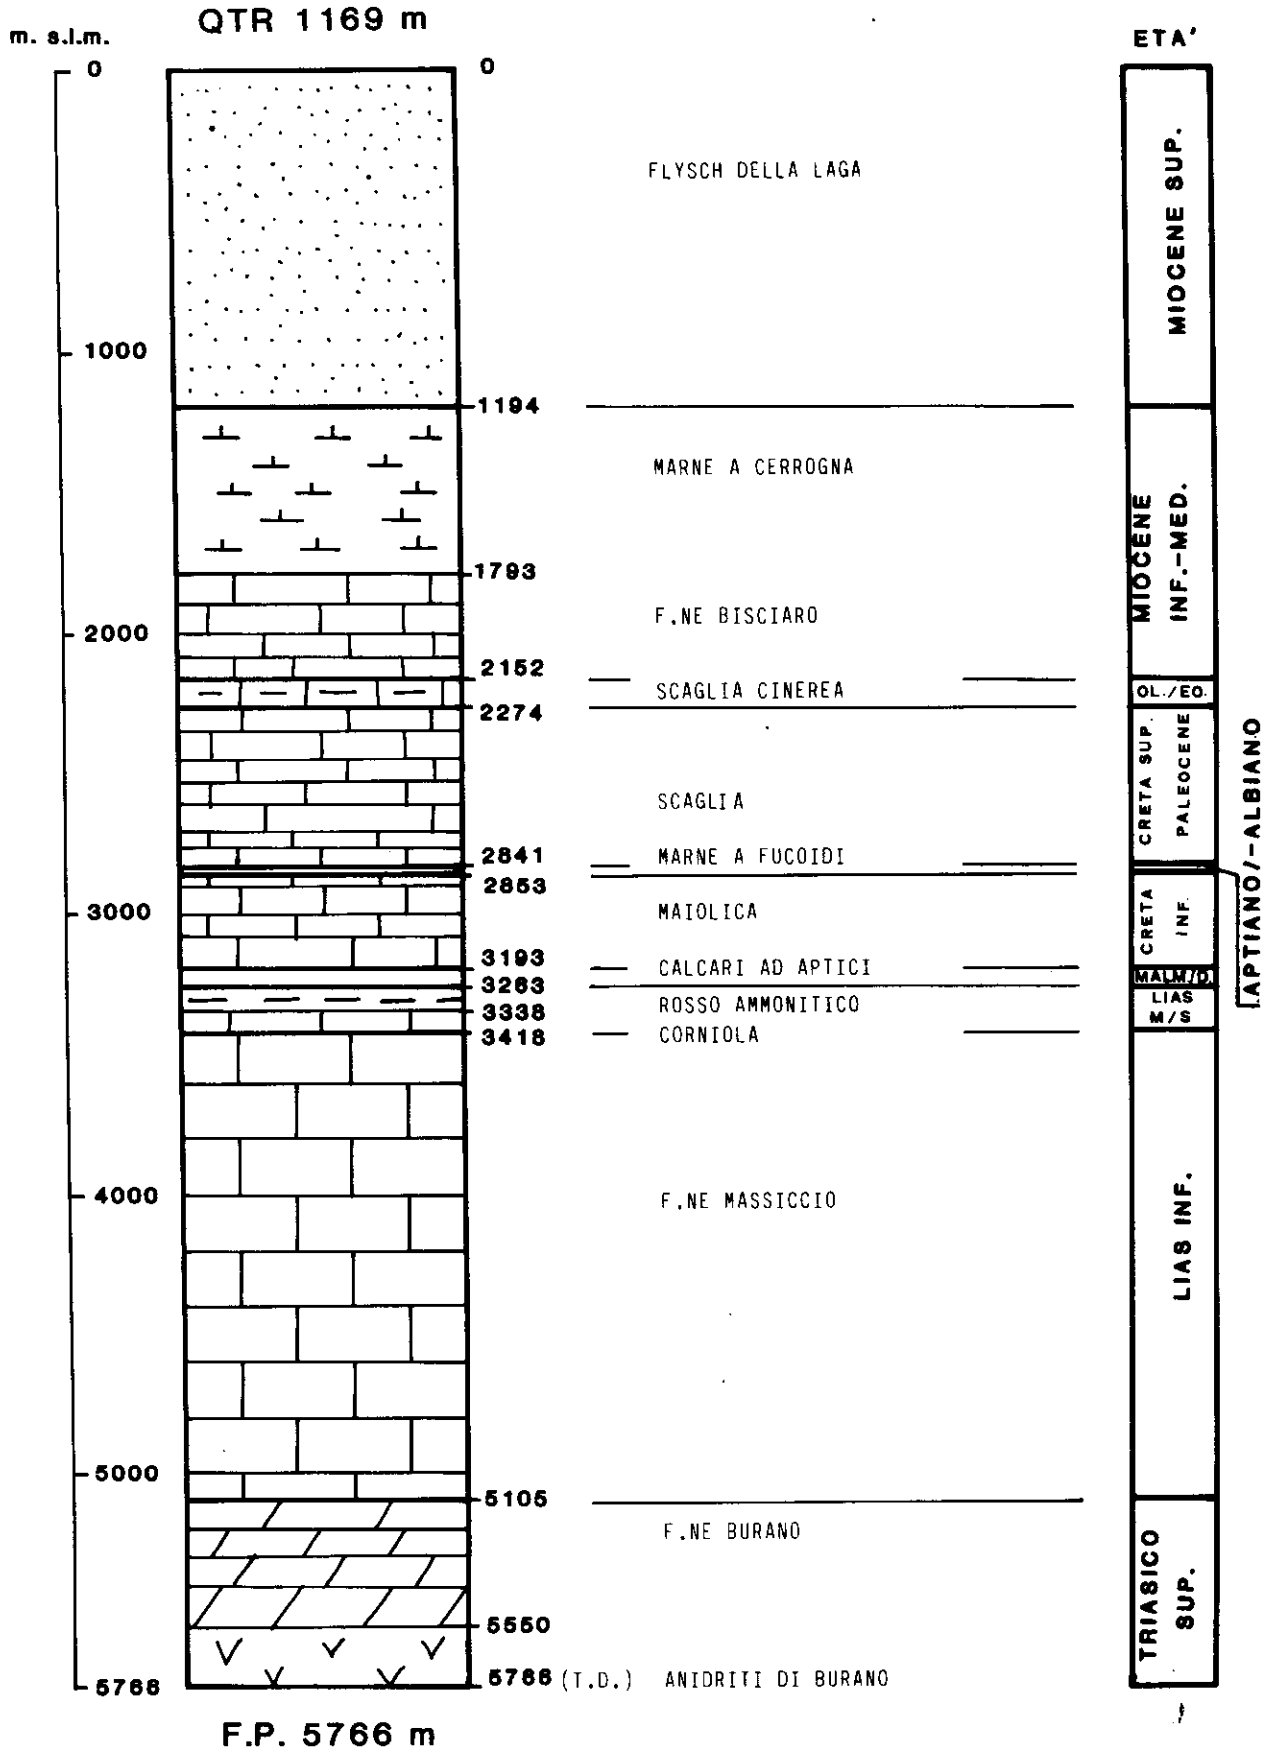 QTR 1169 m
m. s.l.m.
ETA'
0
0
FLYSCH DELLA LAGA
MIOCENE SUP.
1000
1194
MARNE A CERROGNA
MIOCENE
INF.-MED.
1793
F.NE BISCIARO
2000
2152
SCAGLIA CINEREA
OL./EO.
2274
SCAGLIA
CRETA SUP.
PALEOCENE
APTIANO/-ALBIANO
2841
MARNE A FUCOIDI
2853
3000
MAIOLICA
CRETA
INF.
3193
CALCARI AD APTICI
MALM./D.
3263
ROSSO AMMONITICO
LIAS
M/S
3338
3418
CORNIOLA
4000
F.NE MASSICCIO
LIAS INF.
5000
5105
F.NE BURANO
TRIASICO
SUP.
5550
5766
5766 (T.D.)
ANIDRITI DI BURANO
F.P. 5766 m